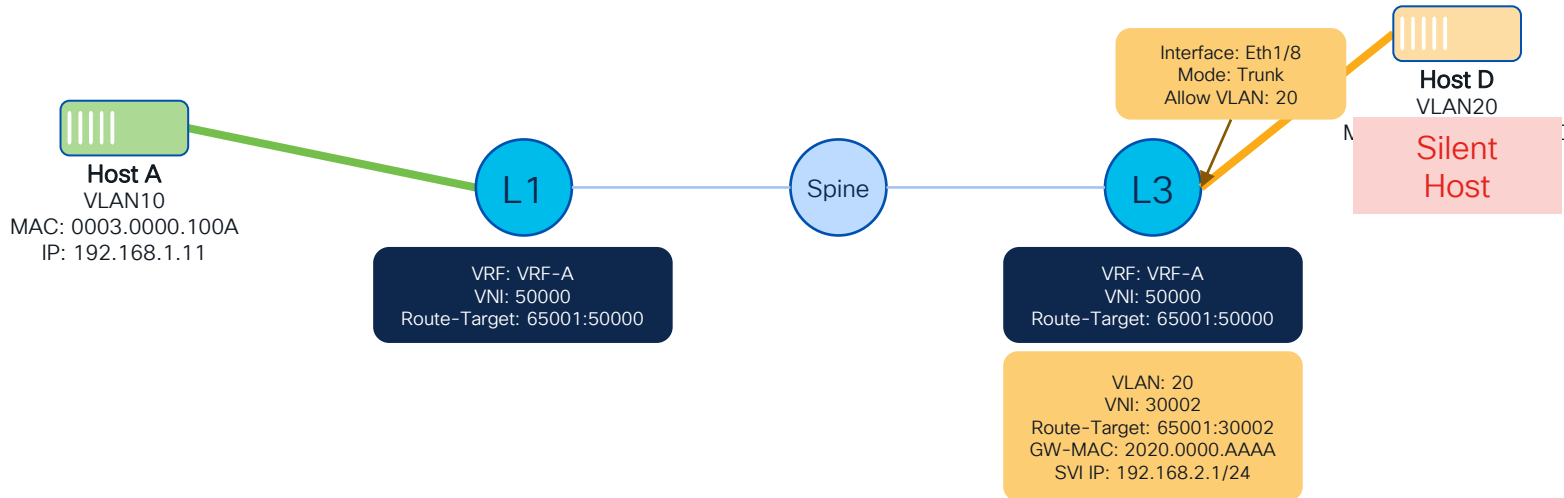 Interface: Eth1/8
Mode: Trunk
Allow VLAN: 20
Host D
VLAN20
Silent
Host
Host A
VLAN10
MAC: 0003.0000.100A
IP: 192.168.1.11
L1
Spine
L3
VRF: VRF-A
VNI: 50000
Route-Target: 65001:50000
VRF: VRF-A
VNI: 50000
Route-Target: 65001:50000
VLAN: 20
VNI: 30002
Route-Target: 65001:30002
GW-MAC: 2020.0000.AAAA
SVI IP: 192.168.2.1/24